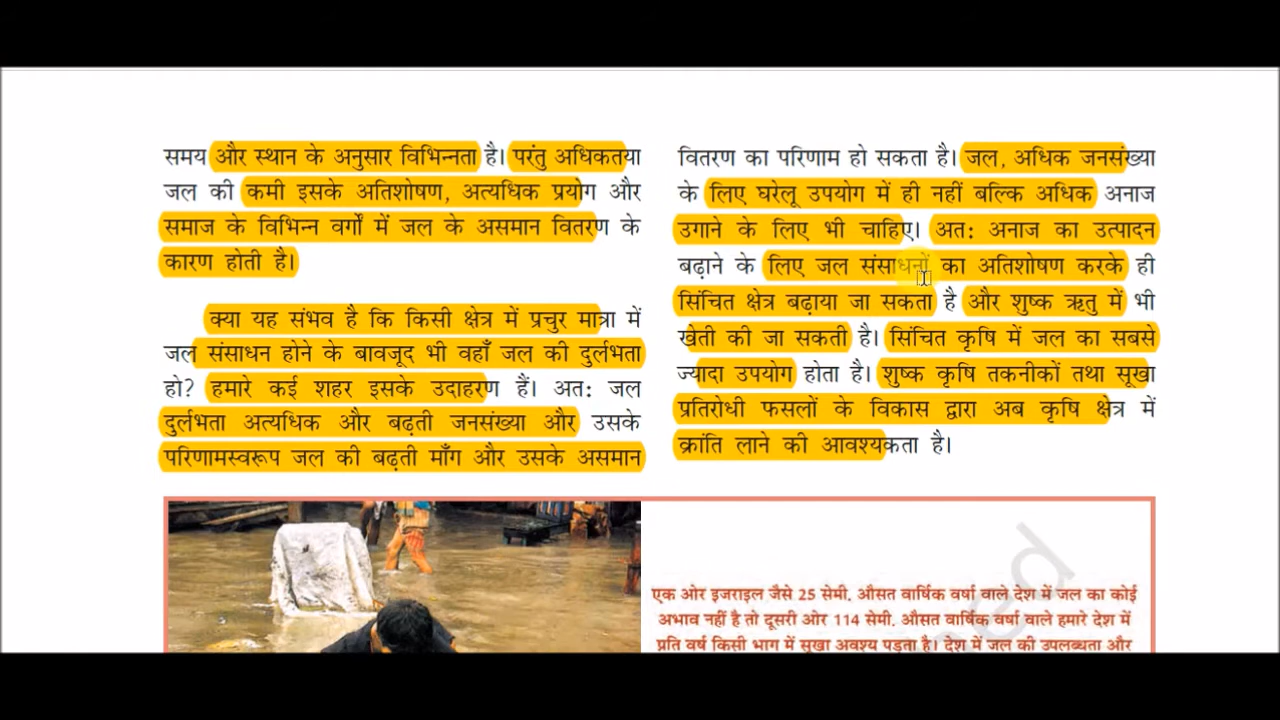 समय और स्थान के अनुसार विभिन्नता है। परंतु अधिकतया
जल की कमी इसके अतिशोषण, अत्यधिक प्रयोग और
समाज के विभिन्न वर्गों में जल के असमान वितरण के
कारण होती है।
क्या यह संभव है कि किसी क्षेत्र में प्रचुर मात्रा में
जल संसाधन होने के बावजूद भी वहाँ जल की दुर्लभता
हो? हमारे कई शहर इसके उदाहरण हैं। अतः जल
दुर्लभता अत्यधिक और बढ़ती जनसंख्या और उसके
परिणामस्वरूप जल की बढ़ती माँग और उसके असमान
वितरण का परिणाम हो सकता है। जल, अधिक जनसंख्या
के लिए घरेलू उपयोग में ही नहीं बल्कि अधिक अनाज
उगाने के लिए भी चाहिए। अतः अनाज का उत्पादन
बढ़ाने के लिए जल संसाधनों का अतिशोषण करके ही
सिंचित क्षेत्र बढ़ाया जा सकता है और शुष्क ऋतु में भी
खेती की जा सकती है। सिंचित कृषि में जल का सबसे
ज्यादा उपयोग होता है। शुष्क कृषि तकनीकों तथा सूखा
प्रतिरोधी फसलों के विकास द्वारा अब कृषि क्षेत्र में
क्रांति लाने की आवश्यकता है।
एक ओर इजराइल जैसे 25 सेमी. औसत वार्षिक वर्षा वाले देश में जल का कोई
अभाव नहीं है तो दूसरी ओर 114 सेमी. औसत वार्षिक वर्षा वाले हमारे देश में
प्रति वर्ष किसी भाग में सूखा अवश्य पड़ता है। देश में जल की उपलब्धता और